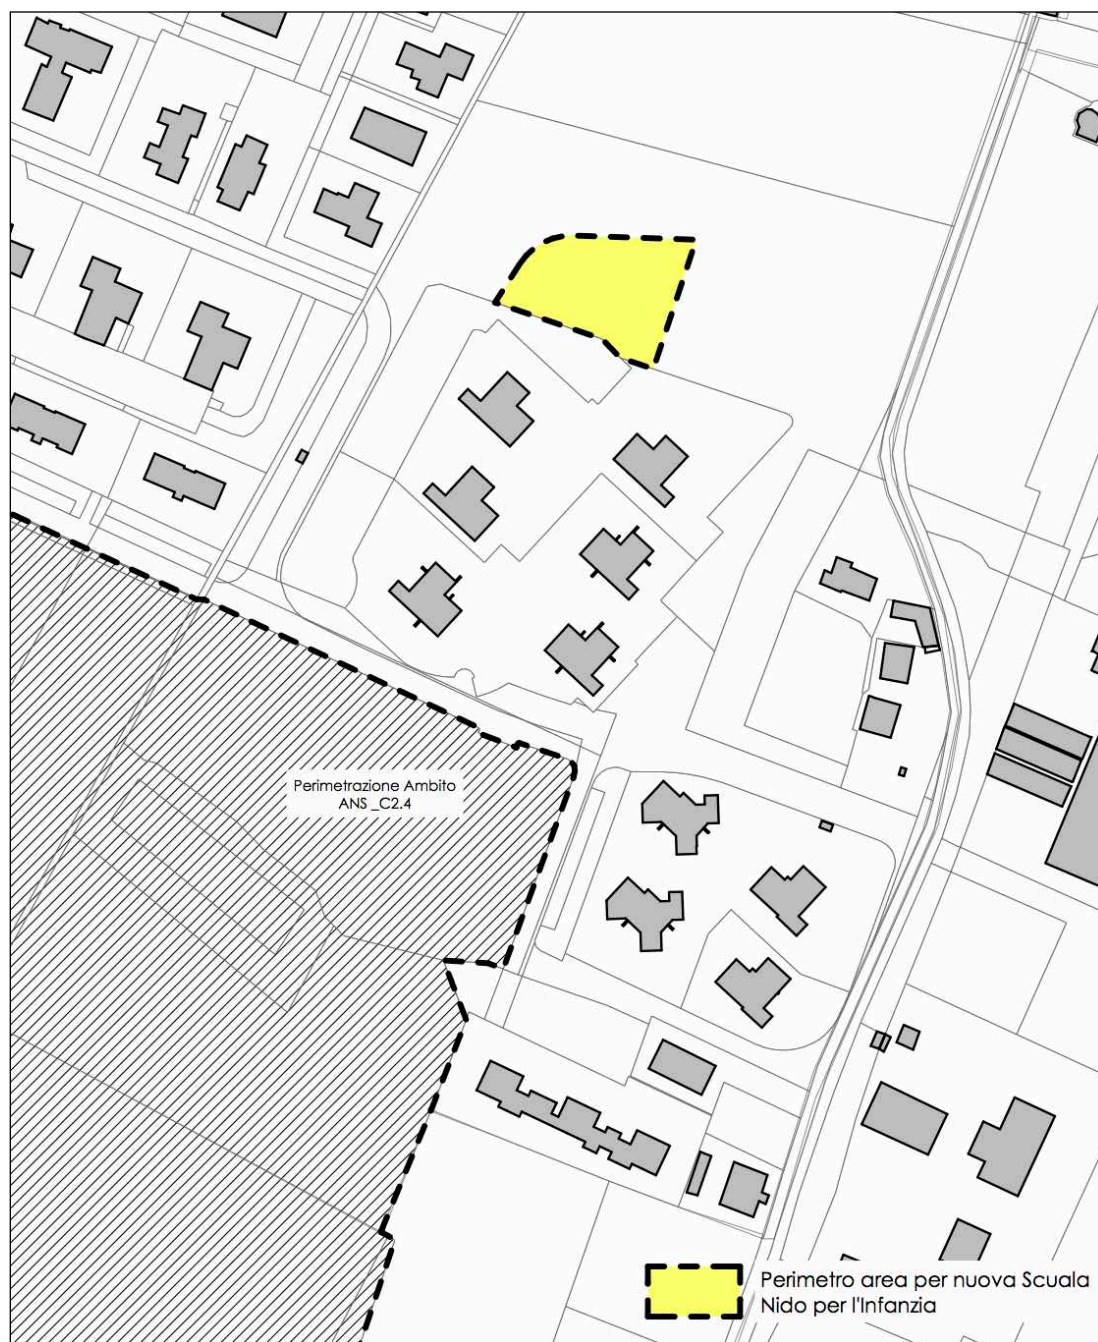 Perimetrazione Ambito
ANS _C2.4
Perimetro area per nuova Scuala
Nido per l'Infanzia